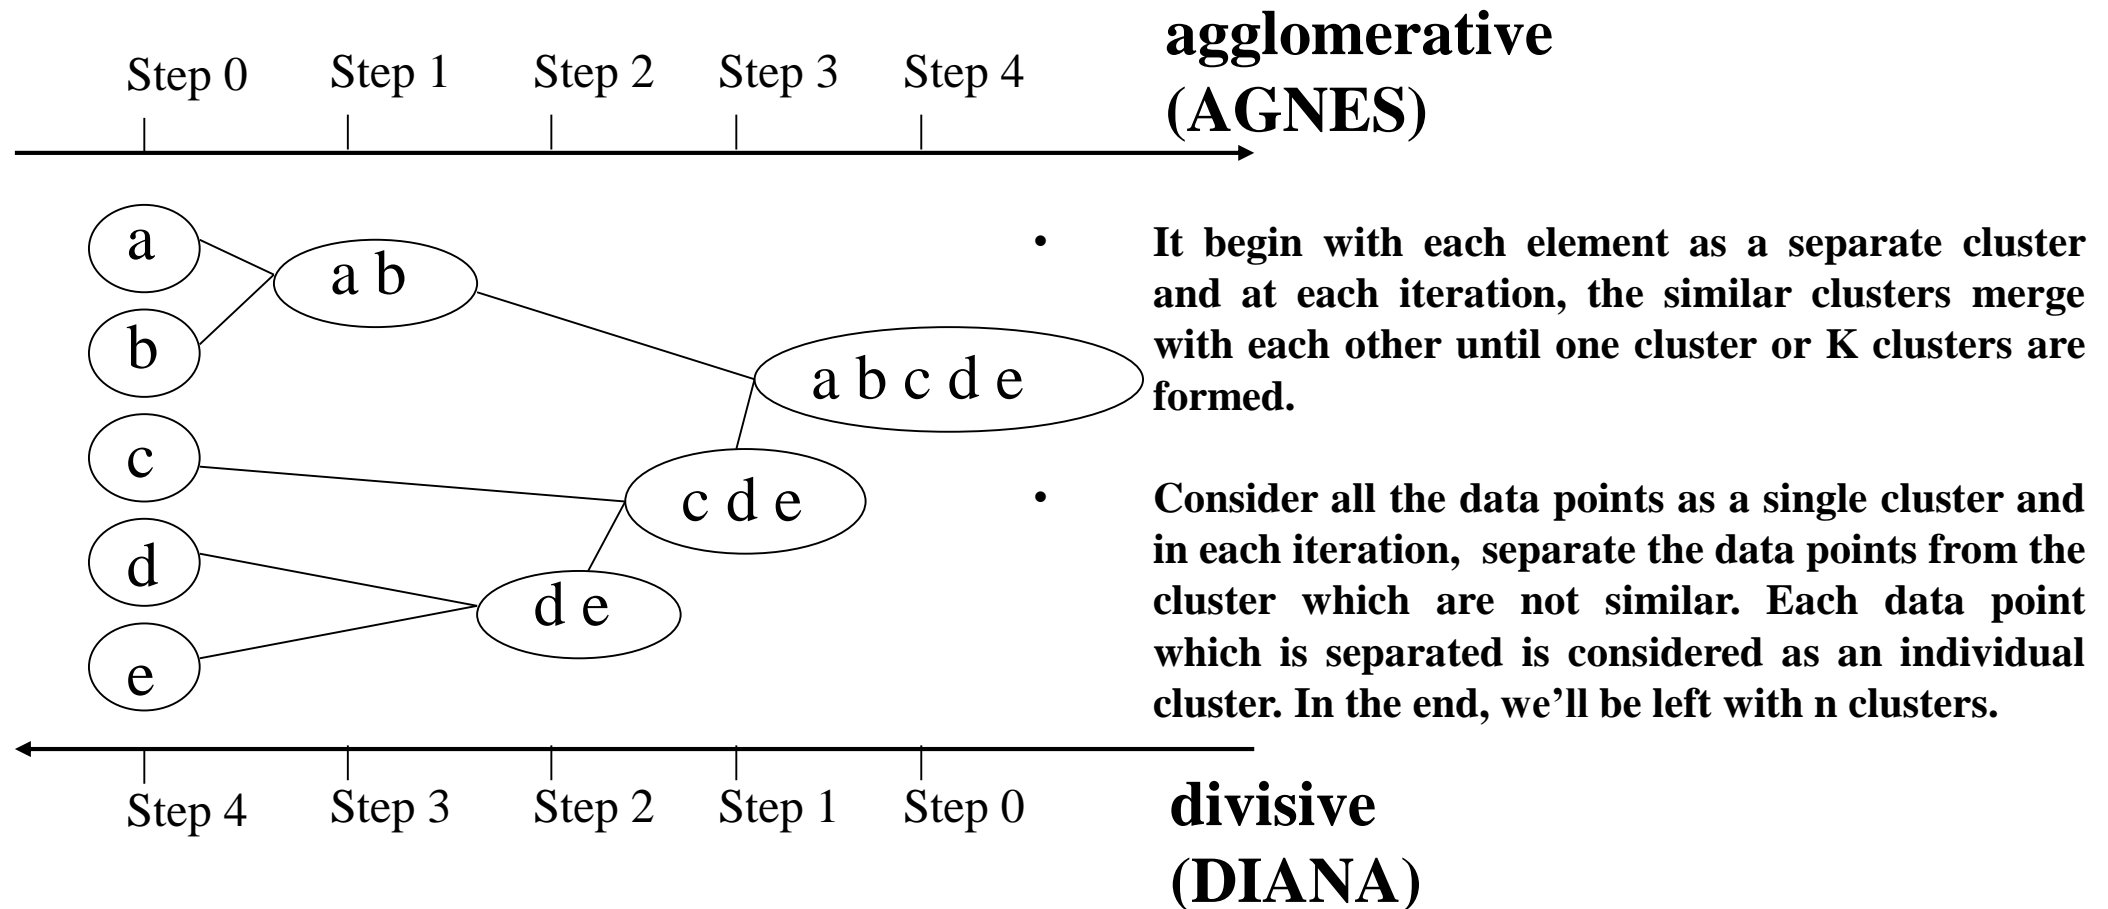 agglomerative
(AGNES)
Step 0 Step 1 Step 2 Step 3 Step 4
a
a b
b
a b c d e
c
c d e
d
d e
e
• It begin with each element as a separate cluster
and at each iteration, the similar clusters merge
with each other until one cluster or K clusters are
formed.
• Consider all the data points as a single cluster and
in each iteration, separate the data points from the
cluster which are not similar. Each data point
which is separated is considered as an individual
cluster. In the end, we’ll be left with n clusters.
Step 4 Step 3 Step 2 Step 1 Step 0
divisive
(DIANA)